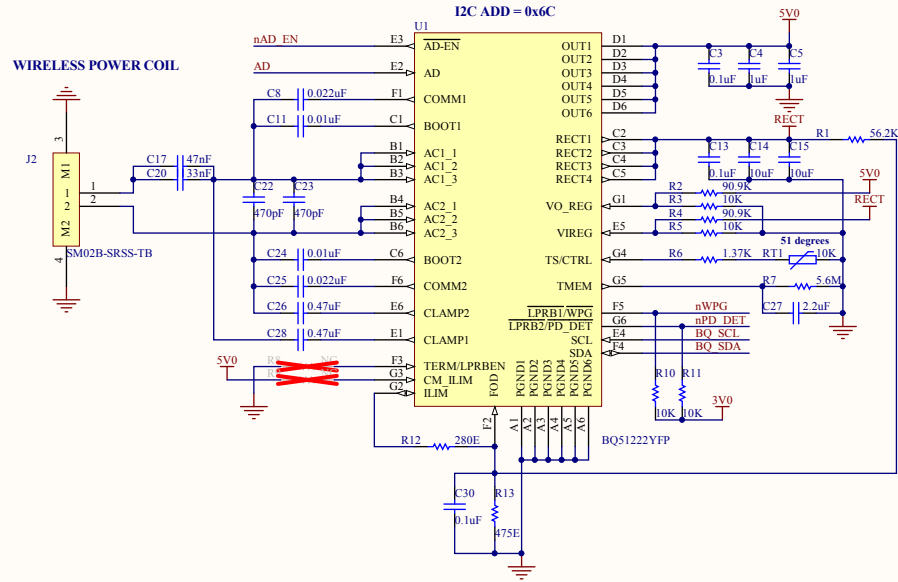 I2C ADD = 0x6C
WIRELESS POWER COIL
U1
nAD_EN E3 AD-EN
AD E2 AD
C8 0.022uF F1 COMM1
C11 0.01uF C1 BOOT1
B1 AC1_1
B2 AC1_2
B3 AC1_3
B4 AC2_1
B5 AC2_2
B6 AC2_3
C24 0.01uF C6 BOOT2
C25 0.022uF F6 COMM2
C26 0.47uF E6 CLAMP2
C28 0.47uF E1 CLAMP1
F3 TERM/LPRBEN
G3 CM_ILIM
G2 ILIM
5V0
J2
3
M1
1 1
2 2
M2
4
SM02B-SRSS-TB
C17 47nF
C20 33nF
C22
470pF
C23
470pF
OUT1 D1
OUT2 D2
OUT3 D3
OUT4 D4
OUT5 D5
OUT6 D6
5V0
C3
0.1uF
C4
1uF
C5
1uF
RECT1 C2
RECT2 C3
RECT3 C4
RECT4 C5
RECT
R1 56.2K
C13
0.1uF
C14
10uF
C15
10uF
VO_REG G1
VIREG E5
R2 90.9K 5V0
R3 10K
R4 90.9K RECT
R5 10K
51 degrees
TS/CTRL G4 R6 1.37K RT1 10K
TMEM G5 R7 5.6M
C27 2.2uF
LPRB1/WPG F5 nWPG
LPRB2/PD_DET G6 nPD_DET
SCL E4 BQ_SCL
SDA F4 BQ_SDA
R10 R11
10K 10K
3V0
FOD PGND1 PGND2 PGND3 PGND4 PGND5 PGND6
F2 A1 A2 A3 A4 A5 A6
BQ51222YFP
R12 280E
C30
0.1uF
R13
475E